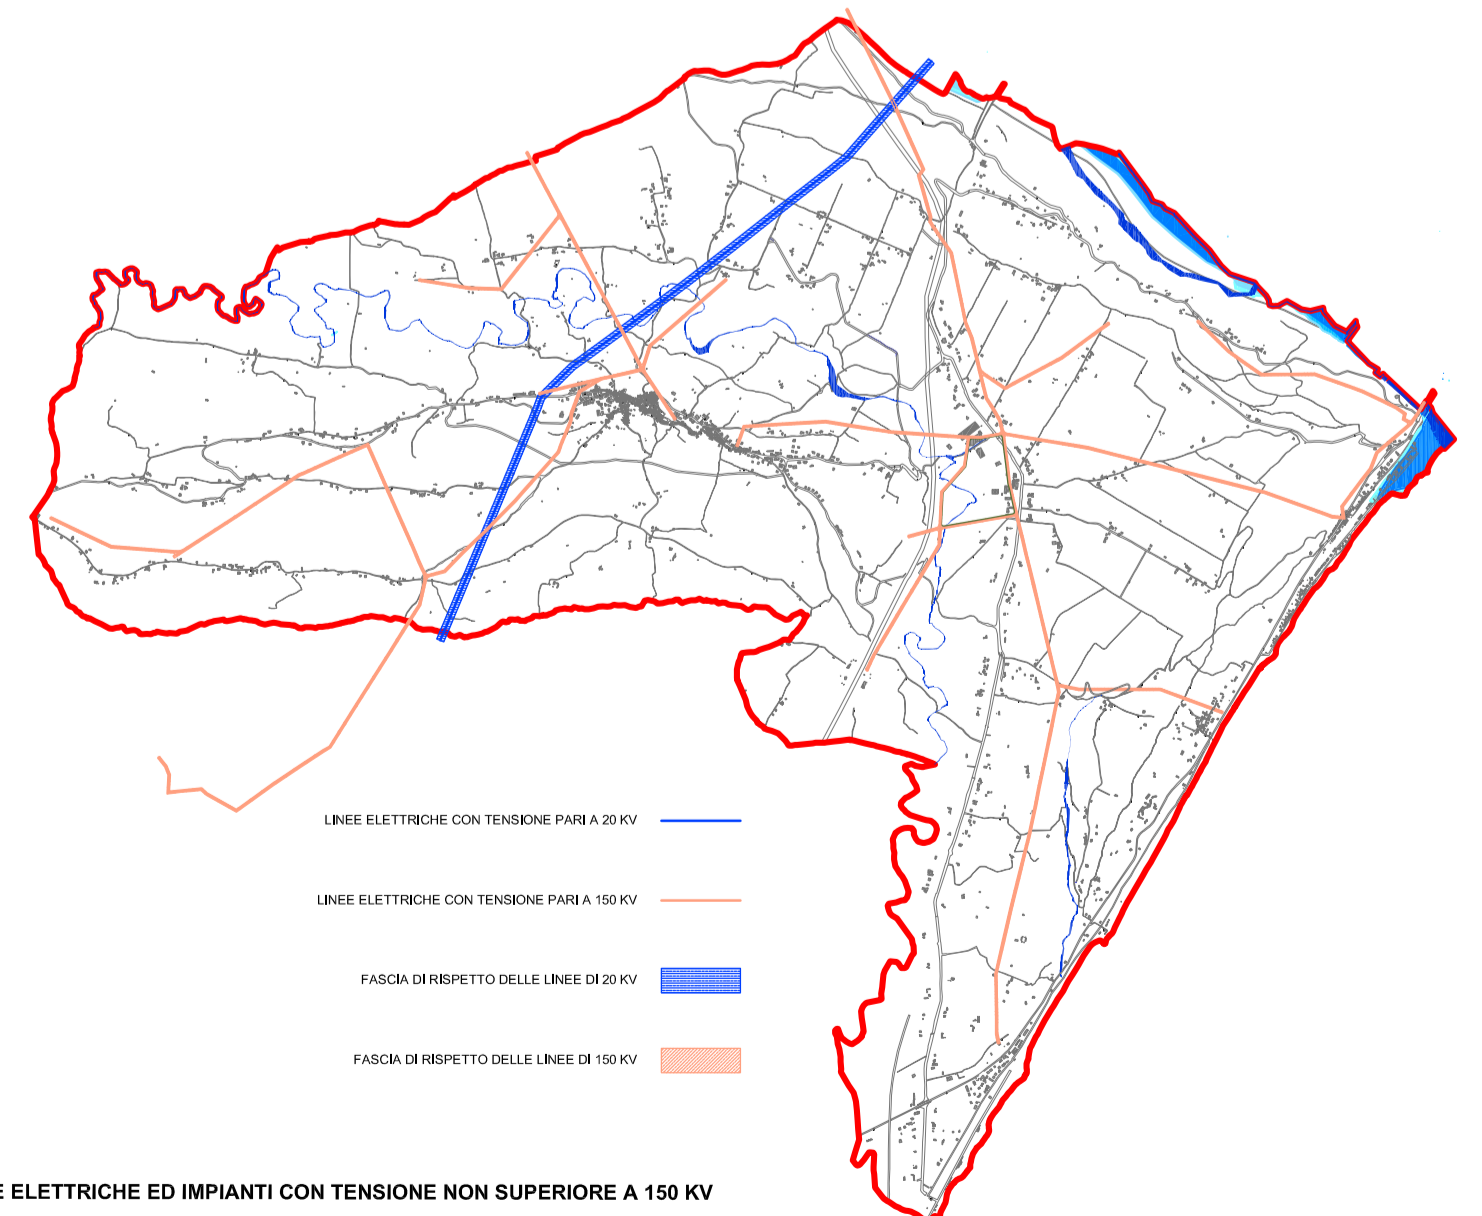 LINEE ELETTRICHE CON TENSIONE PARI A 20 KV
LINEE ELETTRICHE CON TENSIONE PARI A 150 KV
FASCIA DI RISPETTO DELLE LINEE DI 20 KV
FASCIA DI RISPETTO DELLE LINEE DI 150 KV
E ELETTRICHE ED IMPIANTI CON TENSIONE NON SUPERIORE A 150 KV